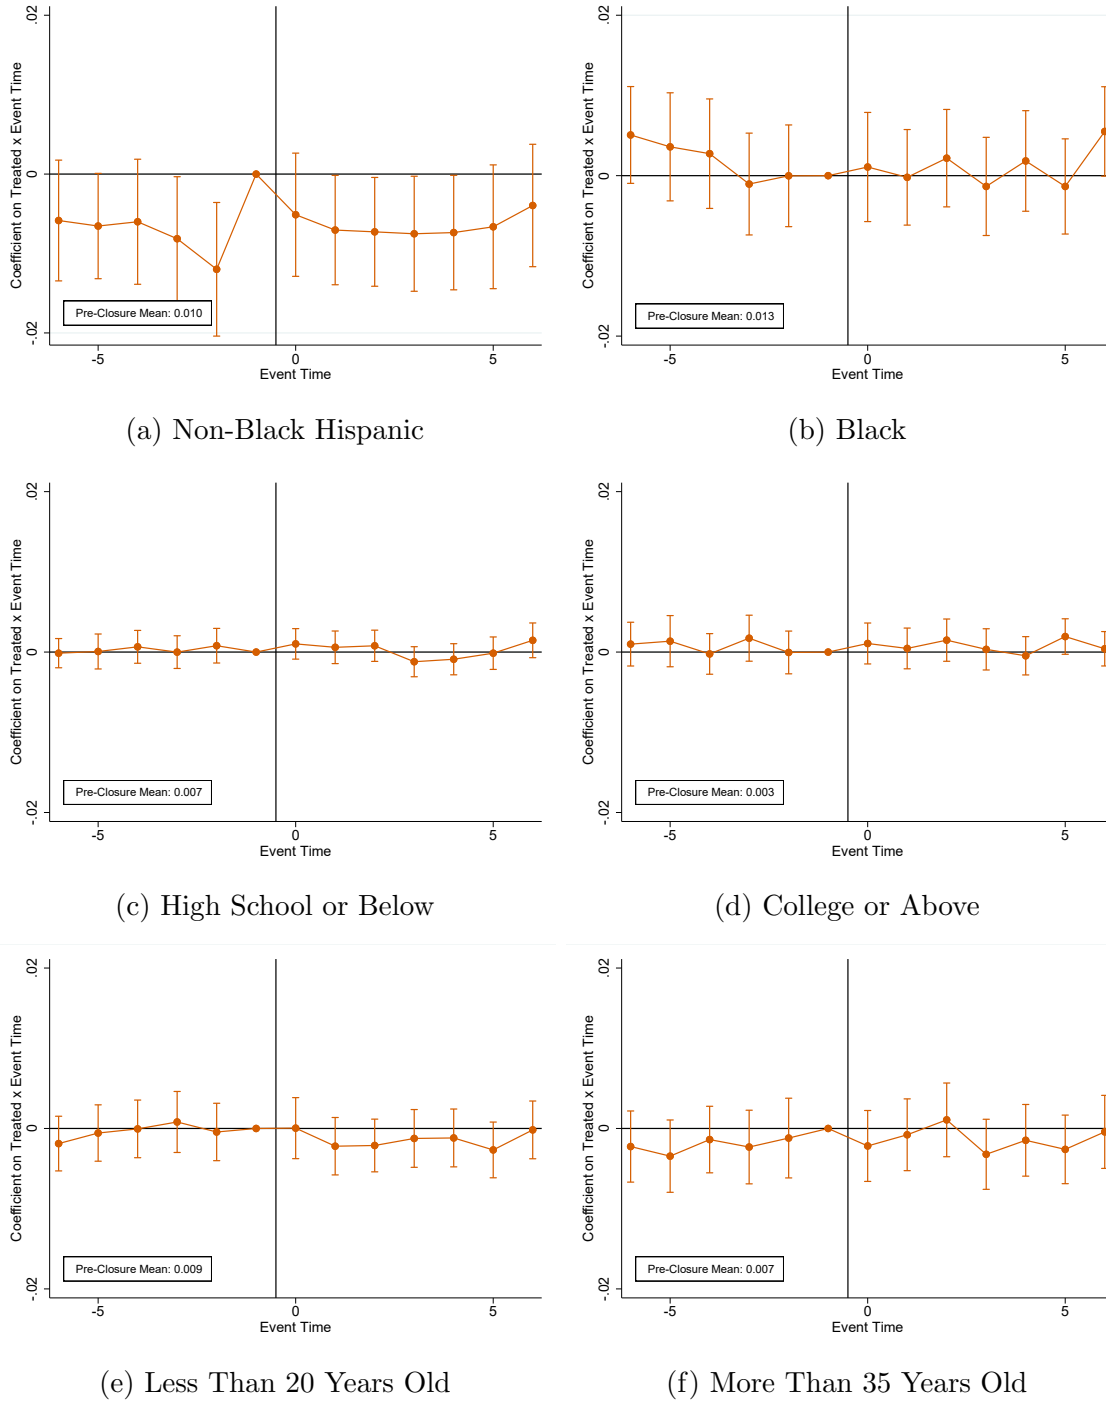 .02
0
-.02
Coefficient on Treated x Event Time
Pre-Closure Mean: 0.010
-5 0 5
Event Time
(a) Non-Black Hispanic
.02
0
-.02
Coefficient on Treated x Event Time
Pre-Closure Mean: 0.013
-5 0 5
Event Time
(b) Black
.02
0
-.02
Coefficient on Treated x Event Time
Pre-Closure Mean: 0.007
-5 0 5
Event Time
(c) High School or Below
.02
0
-.02
Coefficient on Treated x Event Time
Pre-Closure Mean: 0.003
-5 0 5
Event Time
(d) College or Above
.02
0
-.02
Coefficient on Treated x Event Time
Pre-Closure Mean: 0.009
-5 0 5
Event Time
(e) Less Than 20 Years Old
.02
0
-.02
Coefficient on Treated x Event Time
Pre-Closure Mean: 0.007
-5 0 5
Event Time
(f) More Than 35 Years Old